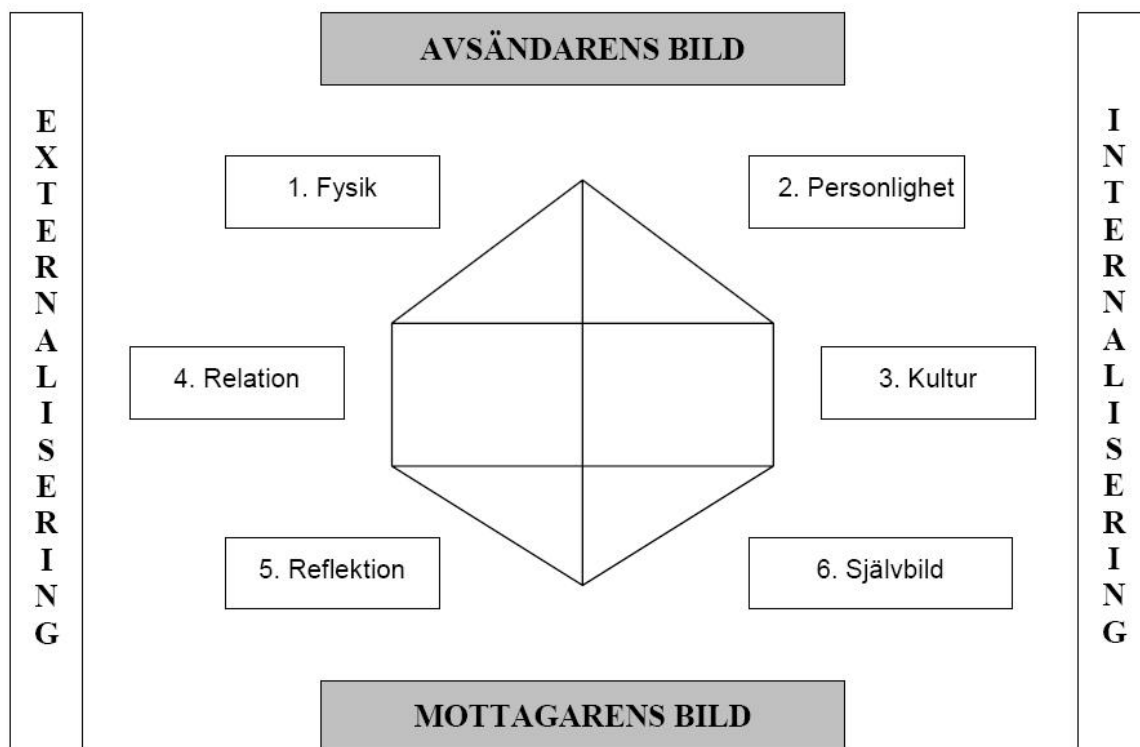 AVSÄNDARENS BILD
EXTERNALISERING
INTERNALISERING
1. Fysik
2. Personlighet
4. Relation
3. Kultur
5. Reflektion
6. Självbild
MOTTAGARENS BILD